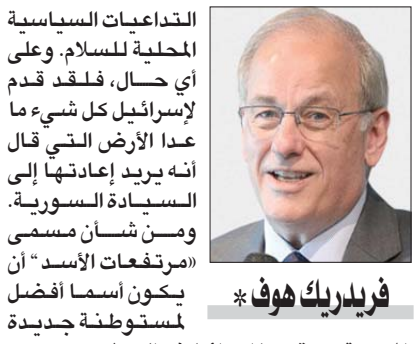 التداعيات السياسية
المحلية للسلام. وعلى
أي حال، فلقد قدم
لإسرائيل كل شيء ما
عدا الأرض التي قال
أنه يريد إعادتها إلى
السيادة السورية.
ومن شأن مسمى
«مرتفعات الأسد“ أن
يكون أسما أفضل
لمستوطنة جديدة
فريدريك هوف *